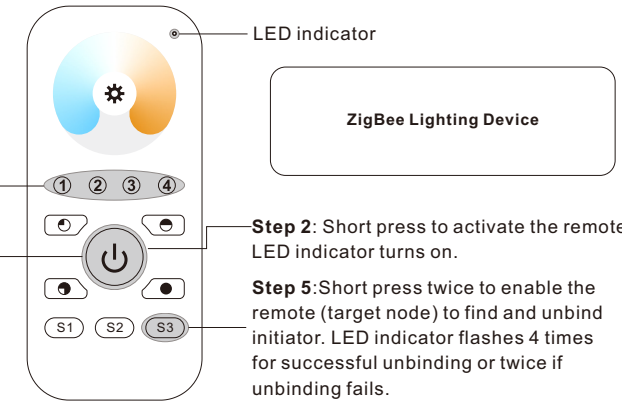 LED indicator
ZigBee Lighting Device
1 2 3 4
Step 2: Short press to activate the remote
LED indicator turns on.
Step 5:Short press twice to enable the
remote (target node) to find and unbind
initiator. LED indicator flashes 4 times
for successful unbinding or twice if
unbinding fails.
S1 S2 S3